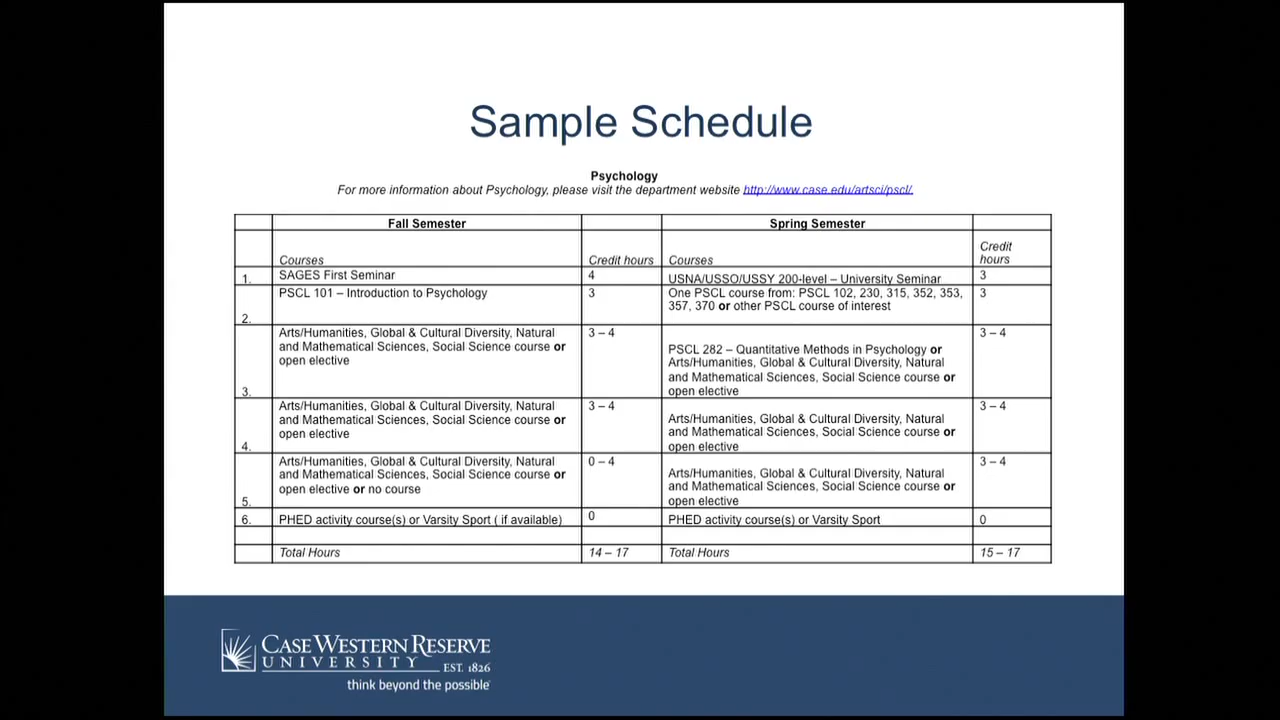 Sample Schedule
Psychology
For more information about Psychology, please visit the department website http://www.case.edu/artsci/pscl/.
Fall Semester Spring Semester
Courses Credit hours Courses Credit
hours
1. SAGES First Seminar 4 USNA/USSO/USSY 200-level – University Seminar 3
2. PSCL 101 – Introduction to Psychology 3 One PSCL course from: PSCL 102, 230, 315, 352, 353, 3
357, 370 or other PSCL course of interest
3. Arts/Humanities, Global & Cultural Diversity, Natural 3 – 4
and Mathematical Sciences, Social Science course or
open elective
PSCL 282 – Quantitative Methods in Psychology or 3 – 4
Arts/Humanities, Global & Cultural Diversity, Natural
and Mathematical Sciences, Social Science course or
open elective
4. Arts/Humanities, Global & Cultural Diversity, Natural 3 – 4
and Mathematical Sciences, Social Science course or
open elective
Arts/Humanities, Global & Cultural Diversity, Natural 3 – 4
and Mathematical Sciences, Social Science course or
open elective
5. Arts/Humanities, Global & Cultural Diversity, Natural 0 – 4
and Mathematical Sciences, Social Science course or
open elective or no course
Arts/Humanities, Global & Cultural Diversity, Natural 3 – 4
and Mathematical Sciences, Social Science course or
open elective
6. PHED activity course(s) or Varsity Sport ( if available) 0 PHED activity course(s) or Varsity Sport 0
Total Hours 14 – 17 Total Hours 15 – 17
CASE WESTERN RESERVE
UNIVERSITY EST. 1826
think beyond the possible